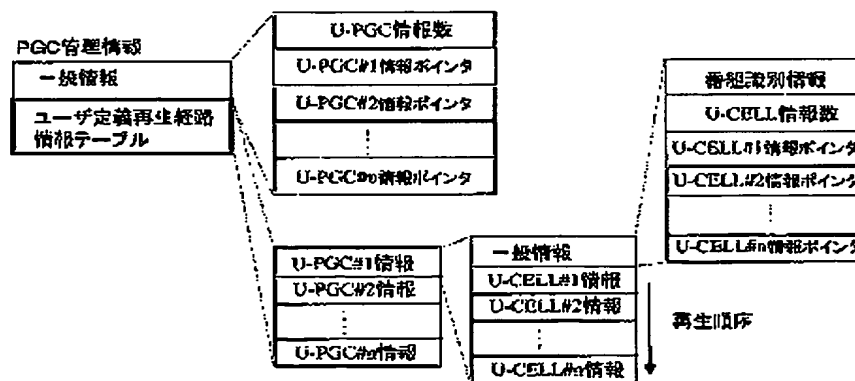 PGC管理情報
一般情報
ユーザ定義再生経路
情報テーブル
U-PGC情報数
U-PGC#1情報ポインタ
U-PGC#2情報ポインタ
⋮
U-PGC#n情報ポインタ
U-PGC#1情報
U-PGC#2情報
⋮
U-PGC#n情報
一般情報
U-CELL#1情報
U-CELL#2情報
⋮
U-CELL#n情報
再生順序
番組識別情報
U-CELL情報数
U-CELL#1情報ポインタ
U-CELL#2情報ポインタ
⋮
U-CELL#n情報ポインタ